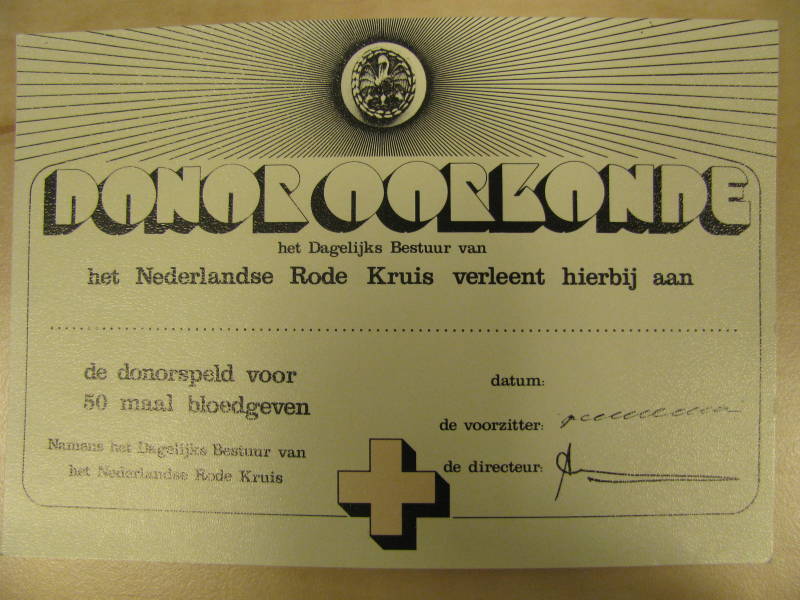 DONOR OORKONDE
het Dagelijks Bestuur van
het Nederlandse Rode Kruis verleent hierbij aan
de donorspeld voor
50 maal bloedgeven
Namens het Dagelijks Bestuur van
het Nederlandse Rode Kruis
datum:
de voorzitter:
de directeur: